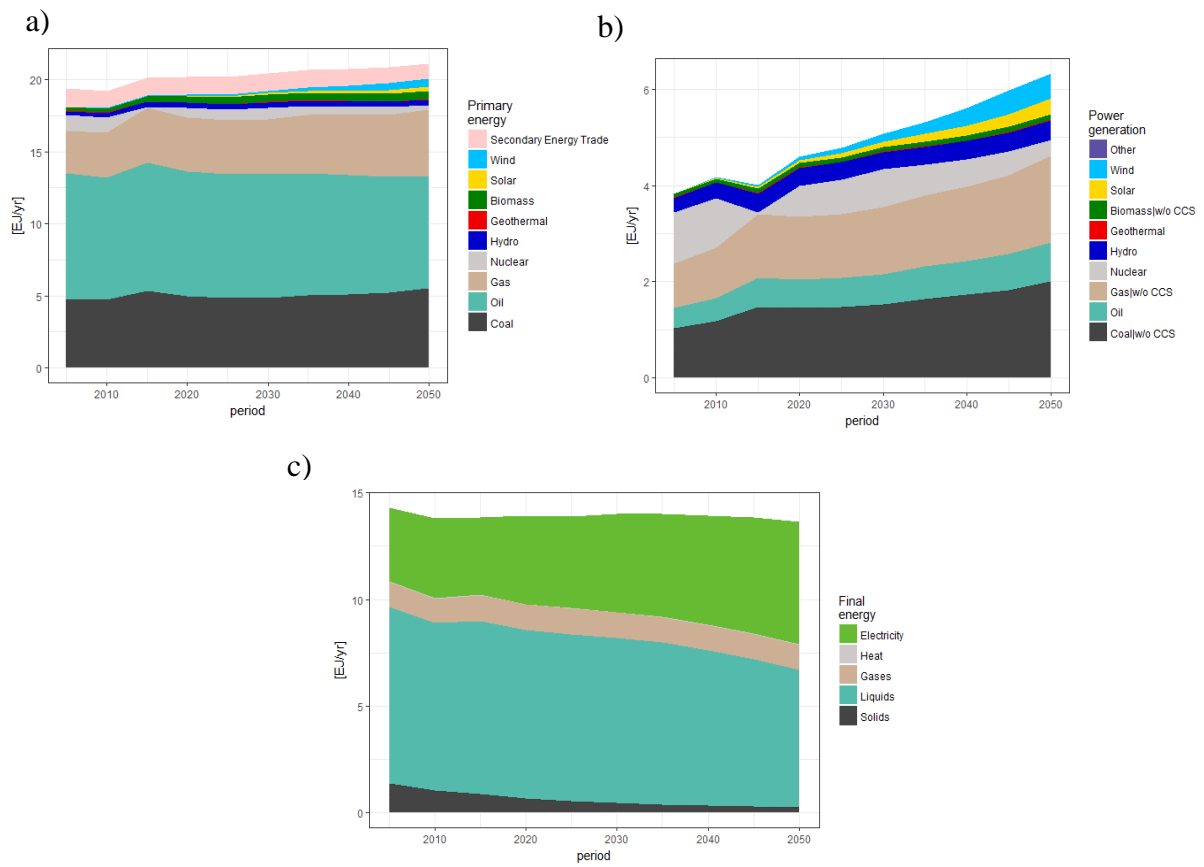 a)
[EJ/yr]
20
15
10
5
0
2010 2020 2030 2040 2050
period
Primary
energy
Secondary Energy Trade
Wind
Solar
Biomass
Geothermal
Hydro
Nuclear
Gas
Oil
Coal
b)
[EJ/yr]
6
4
2
0
2010 2020 2030 2040 2050
period
Power
generation
Other
Wind
Solar
Biomass|w/o CCS
Geothermal
Hydro
Nuclear
Gas|w/o CCS
Oil
Coal|w/o CCS
c)
[EJ/yr]
15
10
5
0
2010 2020 2030 2040 2050
period
Final
energy
Electricity
Heat
Gases
Liquids
Solids